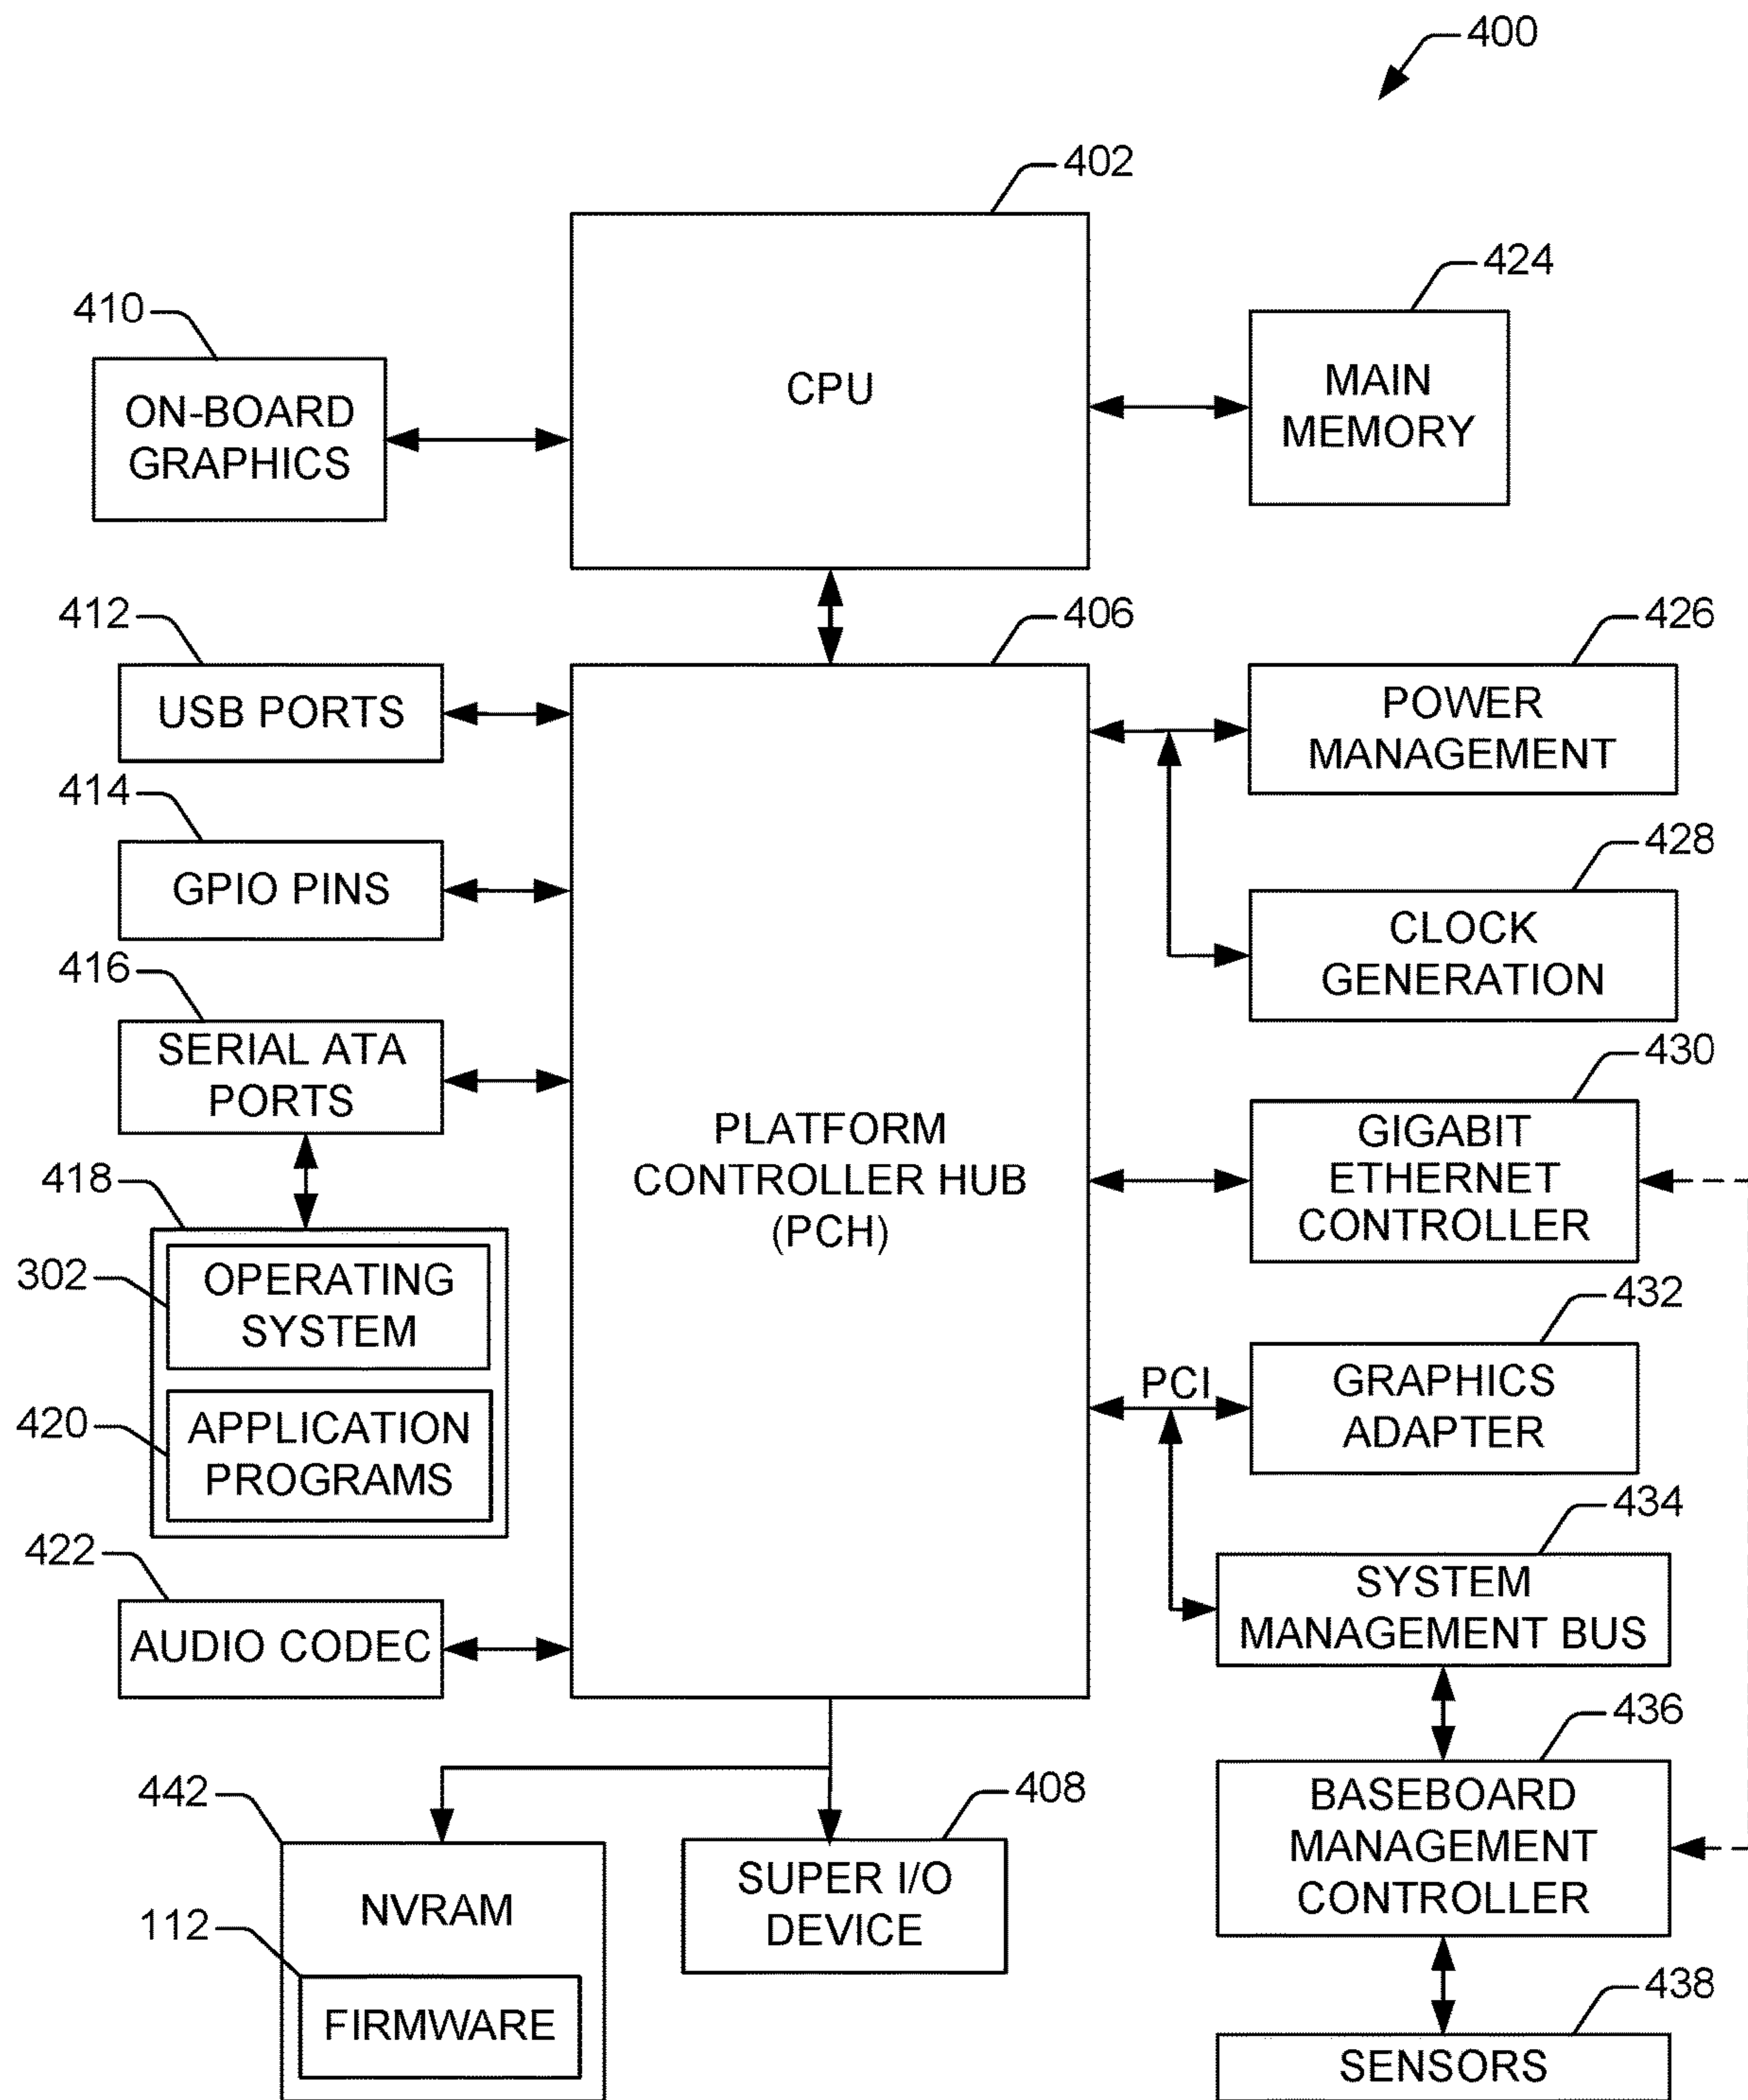 400
402
CPU
424
MAIN
MEMORY
410
ON-BOARD
GRAPHICS
412
USB PORTS
406
PLATFORM
CONTROLLER HUB
(PCH)
426
POWER
MANAGEMENT
414
GPIO PINS
428
CLOCK
GENERATION
416
SERIAL ATA
PORTS
430
GIGABIT
ETHERNET
CONTROLLER
418
302
OPERATING
SYSTEM
420
APPLICATION
PROGRAMS
432
PCI
GRAPHICS
ADAPTER
422
AUDIO CODEC
434
SYSTEM
MANAGEMENT BUS
436
BASEBOARD
MANAGEMENT
CONTROLLER
442
NVRAM
112
FIRMWARE
408
SUPER I/O
DEVICE
438
SENSORS